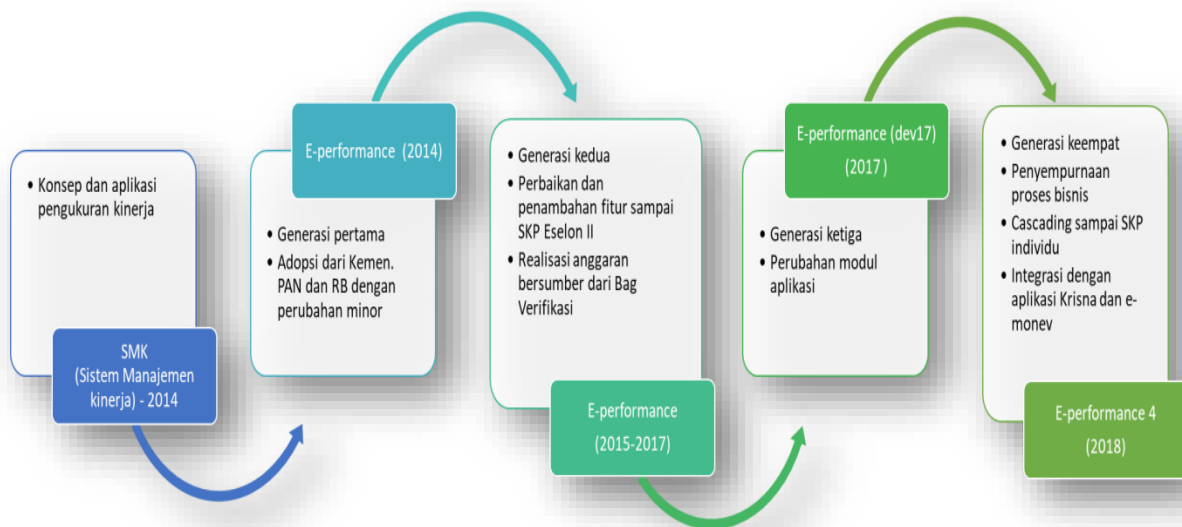 • Konsep dan aplikasi
pengukuran kinerja
SMK
(Sistem Manajemen
kinerja) - 2014
E-performance (2014)
• Generasi pertama
• Adopsi dari Kemen.
PAN dan RB dengan
perubahan minor
• Generasi kedua
• Perbaikan dan
penambahan fitur sampai
SKP Eselon II
• Realisasi anggaran
bersumber dari Bag
Verifikasi
E-performance
(2015-2017)
E-performance (dev17)
(2017 )
• Generasi ketiga
• Perubahan modul
aplikasi
• Generasi keempat
• Penyempurnaan
proses bisnis
• Cascading sampai SKP
individu
• Integrasi dengan
aplikasi Krisna dan e-
monev
E-performance 4
(2018)